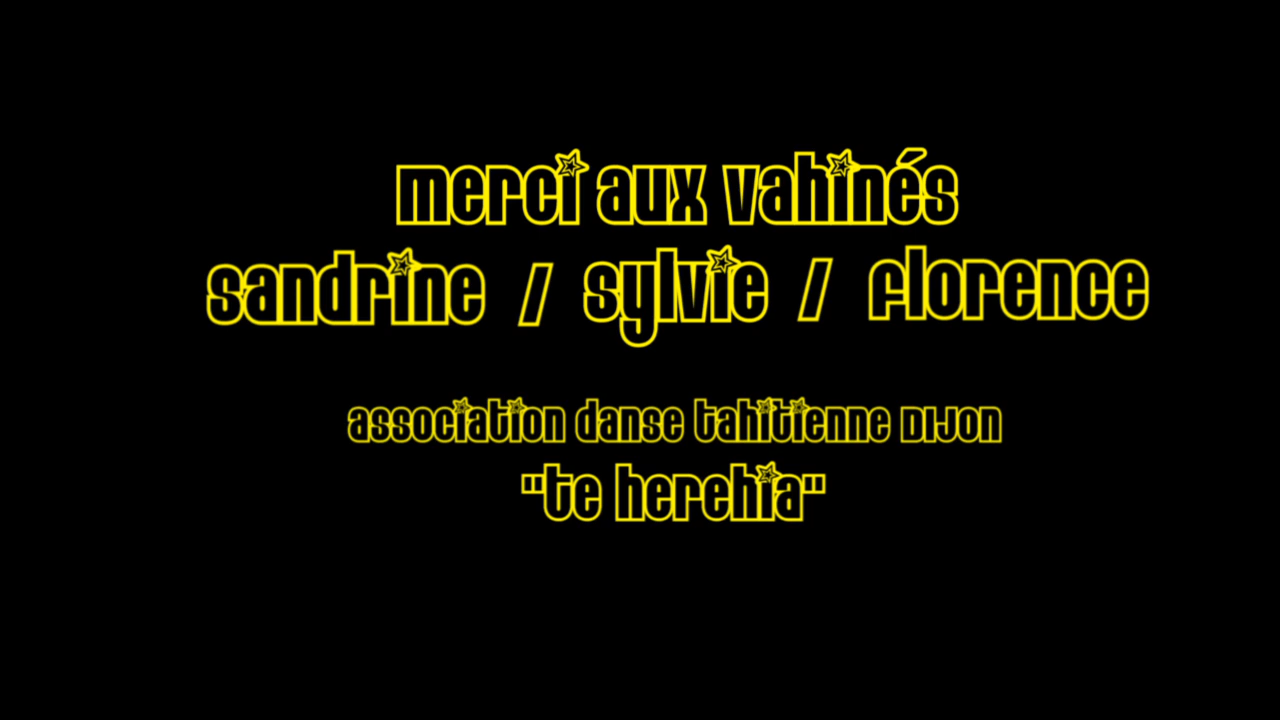 merci aux vahinés
sandrine / sylvie / florence
association danse tahitienne DIJON
"te herehia"